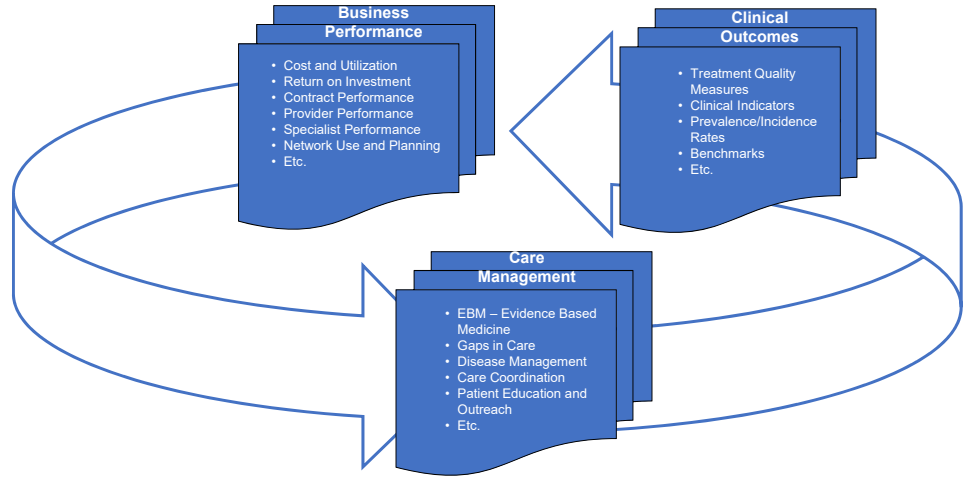 Business
Performance
• Cost and Utilization
• Return on Investment
• Contract Performance
• Provider Performance
• Specialist Performance
• Network Use and Planning
• Etc.
Clinical
Outcomes
• Treatment Quality
Measures
• Clinical Indicators
• Prevalence/Incidence
Rates
• Benchmarks
• Etc.
Care
Management
• EBM – Evidence Based
Medicine
• Gaps in Care
• Disease Management
• Care Coordination
• Patient Education and
Outreach
• Etc.